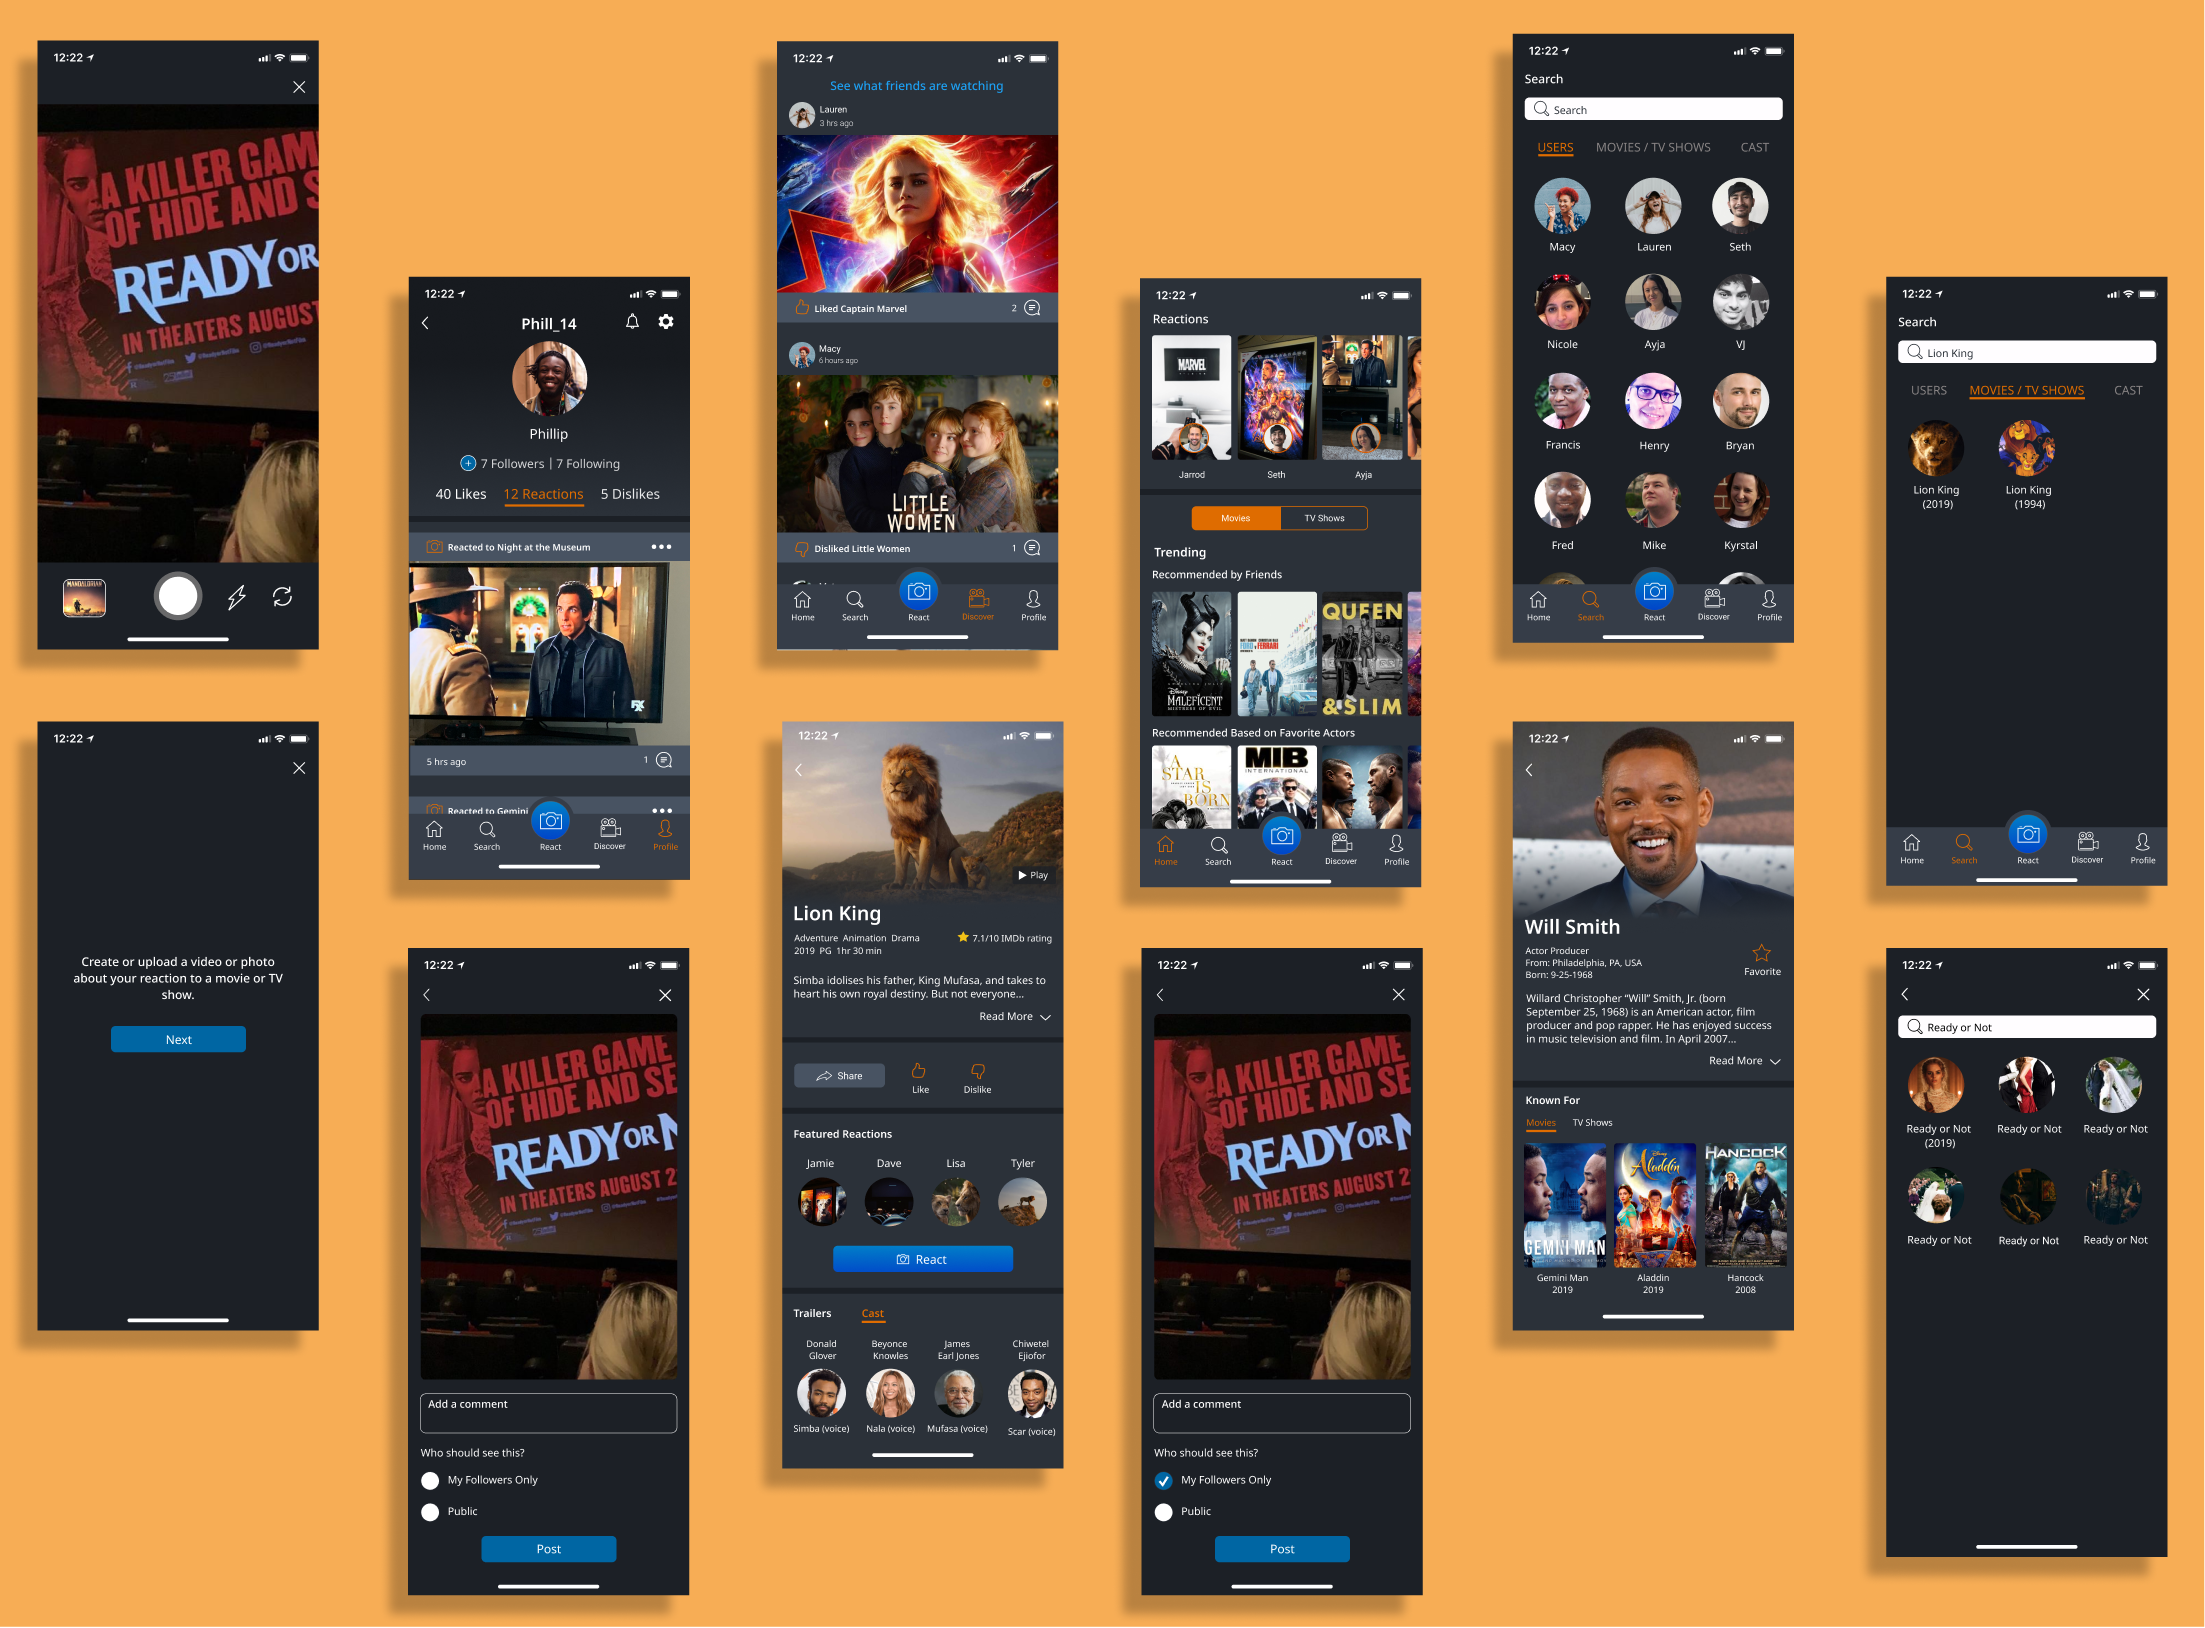 12:22
A KILLER GAM
OF HIDE AND S
READY OR
IN THEATERS AUGUST
MANDALORIAN
12:22
Create or upload a video or photo
about your reaction to a movie or TV
show.
Next
12:22
Phill_14
Phillip
7 Followers | 7 Following
40 Likes 12 Reactions 5 Dislikes
Reacted to Night at the Museum
FX
5 hrs ago 1
Reacted to Gemini
Home Search React Discover Profile
12:22
A KILLER GAME
OF HIDE AND SE
READY OR N
IN THEATERS AUGUST 2
Add a comment
Who should see this?
My Followers Only
Public
Post
12:22
See what friends are watching
Lauren
3 hrs ago
Liked Captain Marvel 2
Macy
6 hours ago
LITTLE
WOMEN
Disliked Little Women 1
Home Search React Discover Profile
12:22
Play
Lion King
Adventure Animation Drama 7.1/10 IMDb rating
2019 PG 1hr 30 min
Simba idolises his father, King Mufasa, and takes to
heart his own royal destiny. But not everyone...
Read More
Share Like Dislike
Featured Reactions
Jamie Dave Lisa Tyler
React
Trailers Cast
Donald Beyonce James Chiwetel
Glover Knowles Earl Jones Ejiofor
Simba (voice) Nala (voice) Mufasa (voice) Scar (voice)
12:22
Reactions
MARVEL
Jarrod Seth Ayja
Movies TV Shows
Trending
Recommended by Friends
QUEEN
&SLIM
FORD v FERRARI
Disney
MALEFICENT
MISTRESS OF EVIL
Recommended Based on Favorite Actors
A
STAR
IS
BORN
MIB
INTERNATIONAL
Home Search React Discover Profile
12:22
A KILLER GAME
OF HIDE AND SE
READY OR N
IN THEATERS AUGUST 2
Add a comment
Who should see this?
My Followers Only
Public
Post
12:22
Search
Search
USERS MOVIES / TV SHOWS CAST
Macy Lauren Seth
Nicole Ayja VJ
Francis Henry Bryan
Fred Mike Kyrstal
Home Search React Discover Profile
12:22
Will Smith
Actor Producer
From: Philadelphia, PA, USA
Born: 9-25-1968
Favorite
Willard Christopher “Will” Smith, Jr. (born
September 25, 1968) is an American actor, film
producer and pop rapper. He has enjoyed success
in music television and film. In April 2007...
Read More
Known For
Movies TV Shows
GEMINI MAN
Disney
Aladdin
HANCOCK
Gemini Man Aladdin Hancock
2019 2019 2008
12:22
Search
Lion King
USERS MOVIES / TV SHOWS CAST
Lion King Lion King
(2019) (1994)
Home Search React Discover Profile
12:22
Ready or Not
Ready or Not Ready or Not Ready or Not
(2019)
Ready or Not Ready or Not Ready or Not